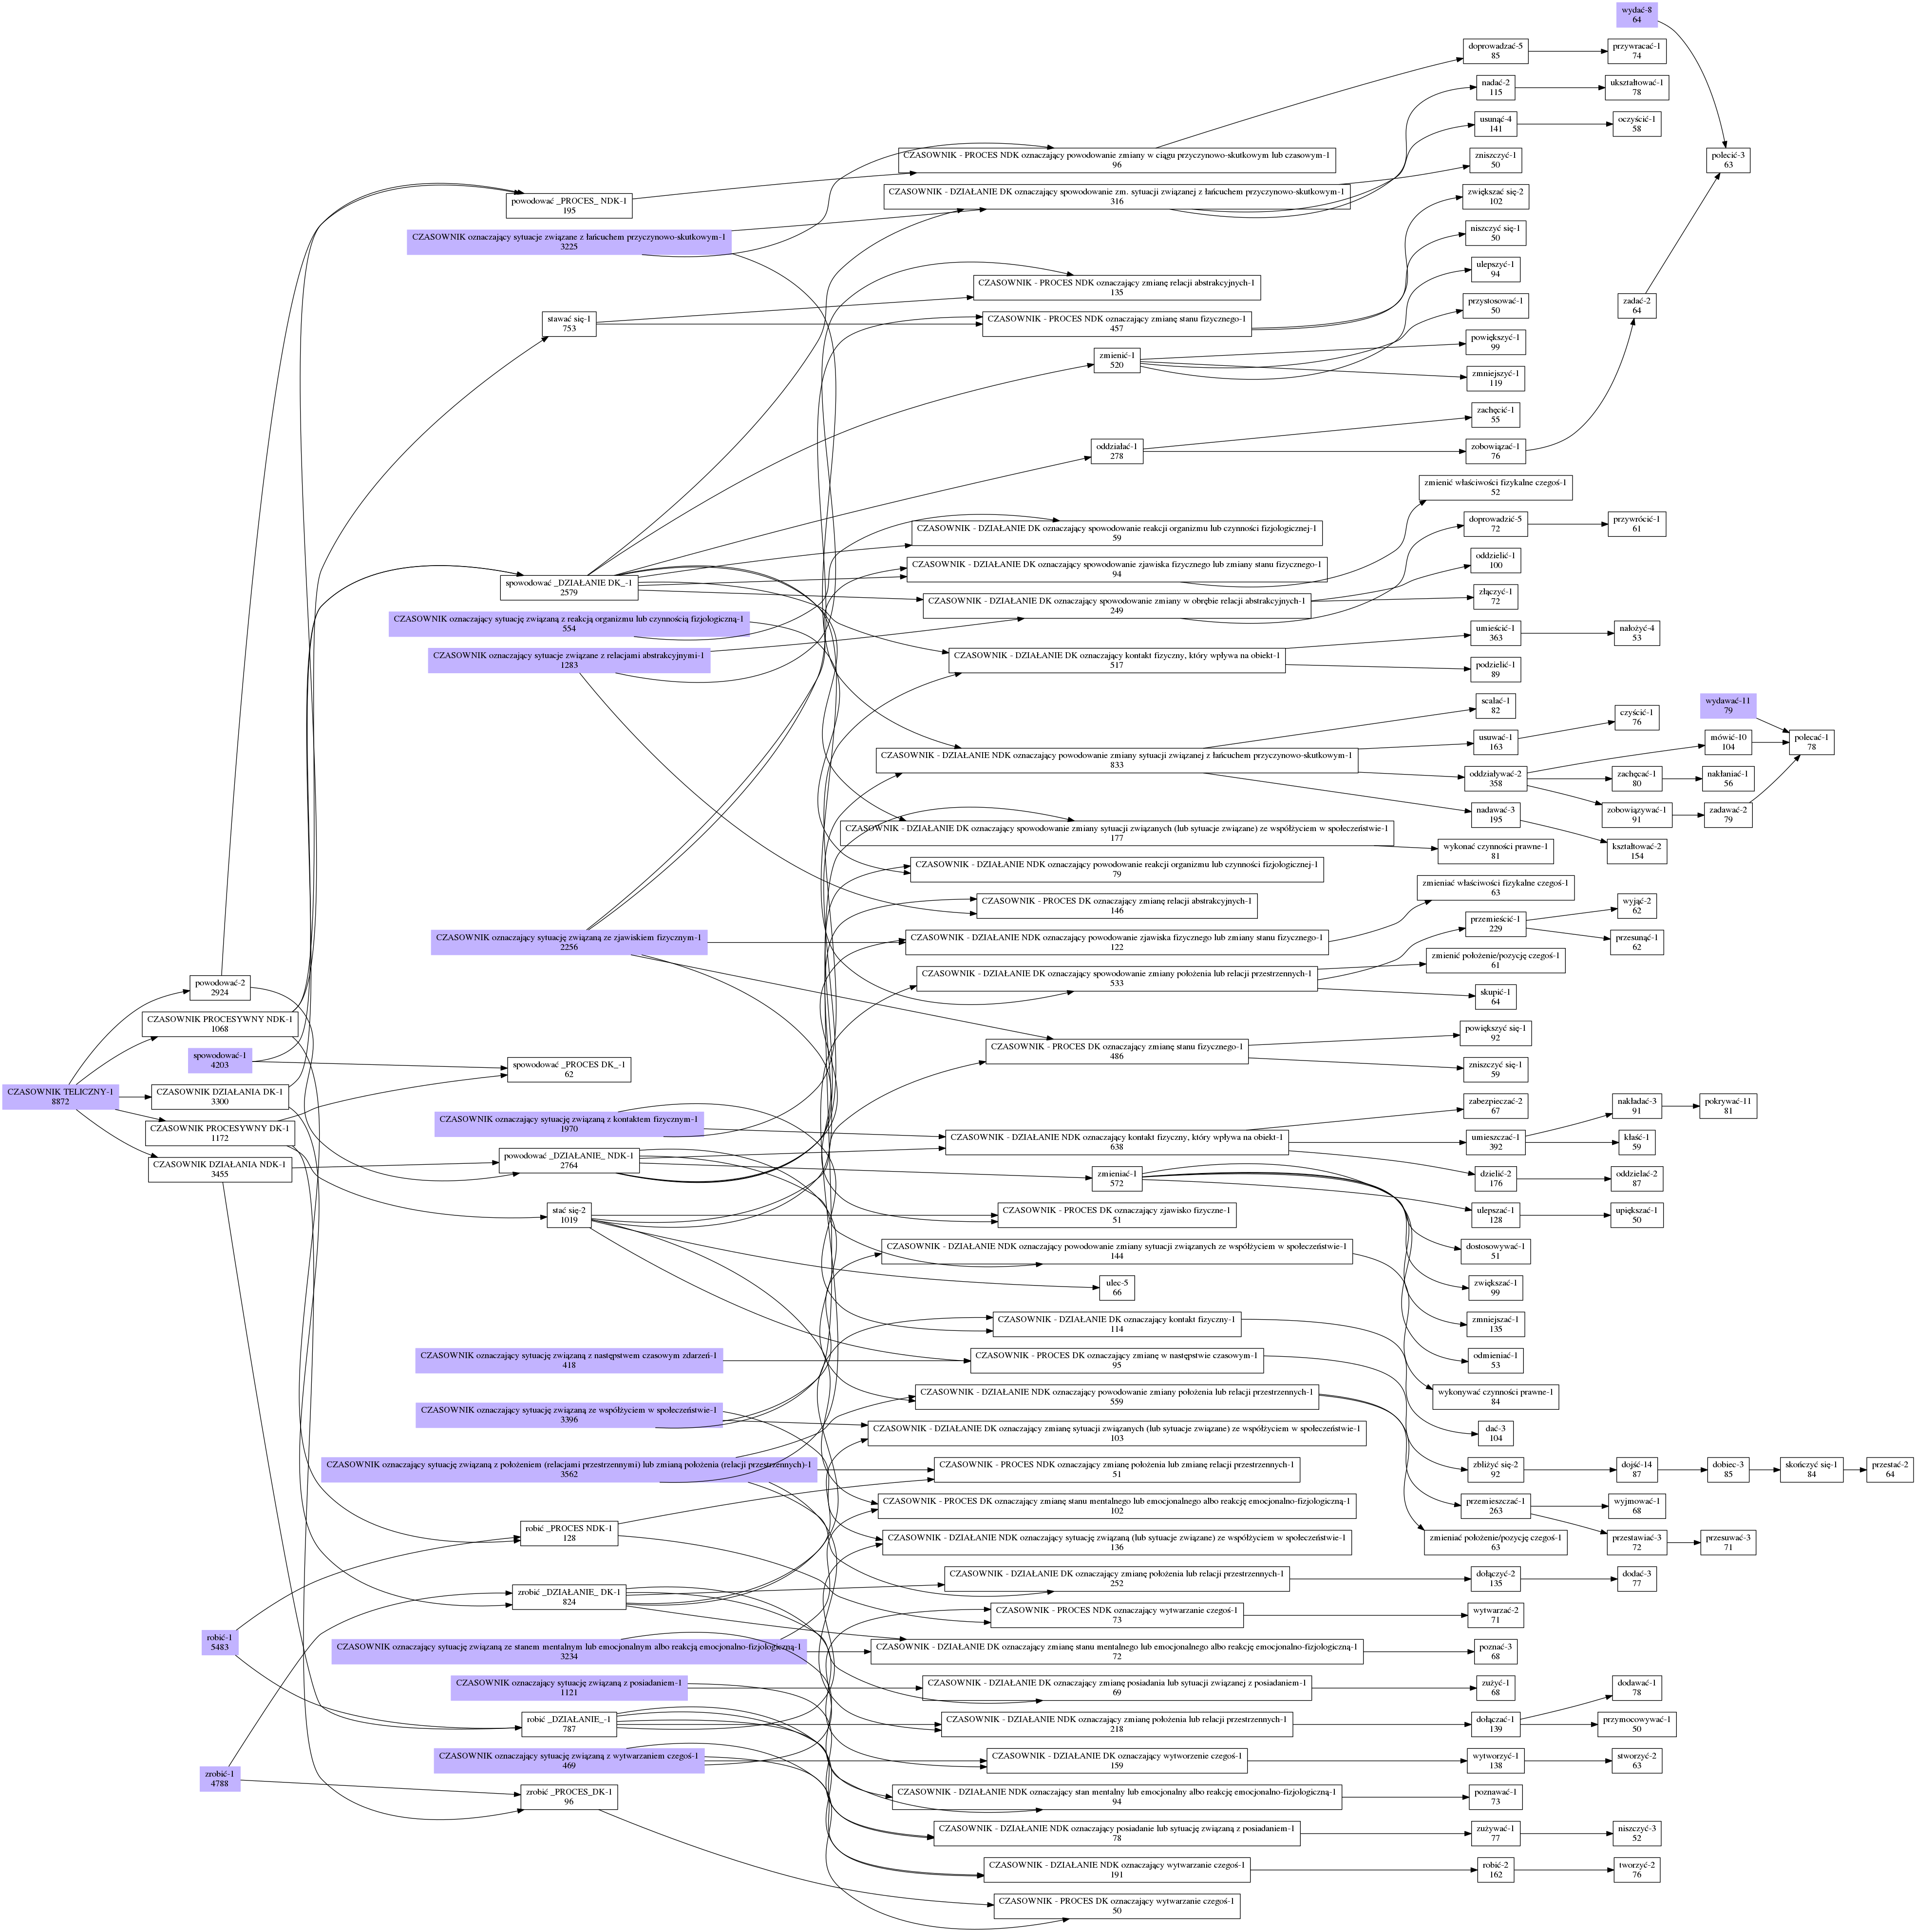 wydać-8
64
doprowadzać-5
85
przywracać-1
74
nadać-2
115
ukształtować-1
78
usunąć-4
141
oczyścić-1
58
CZASOWNIK - PROCES NDK oznaczający powodowanie zmiany w ciągu przyczynowo-skutkowym lub czasowym-1
96
zniszczyć-1
50
polecić-3
63
CZASOWNIK - DZIAŁANIE DK oznaczający spowodowanie zm. sytuacji związanej z łańcuchem przyczynowo-skutkowym-1
316
zwiększać się-2
102
powodować _PROCES_ NDK-1
195
CZASOWNIK oznaczający sytuacje związane z łańcuchem przyczynowo-skutkowym-1
3225
niszczyć się-1
50
ulepszyć-1
94
CZASOWNIK - PROCES NDK oznaczający zmianę relacji abstrakcyjnych-1
135
przystosować-1
50
zadać-2
64
stawać się-1
753
CZASOWNIK - PROCES NDK oznaczający zmianę stanu fizycznego-1
457
powiększyć-1
99
zmienić-1
520
zmniejszyć-1
119
zachęcić-1
55
oddziałać-1
278
zobowiązać-1
76
zmienić właściwości fizykalne czegoś-1
52
CZASOWNIK - DZIAŁANIE DK oznaczający spowodowanie reakcji organizmu lub czynności fizjologicznej-1
59
doprowadzić-5
72
przywrócić-1
61
CZASOWNIK - DZIAŁANIE DK oznaczający spowodowanie zjawiska fizycznego lub zmiany stanu fizycznego-1
94
oddzielić-1
100
spowodować _DZIAŁANIE DK_-1
2579
CZASOWNIK - DZIAŁANIE DK oznaczający spowodowanie zmiany w obrębie relacji abstrakcyjnych-1
249
złączyć-1
72
CZASOWNIK oznaczający sytuację związaną z reakcją organizmu lub czynnością fizjologiczną-1
554
umieścić-1
363
nałożyć-4
53
CZASOWNIK oznaczający sytuacje związane z relacjami abstrakcyjnymi-1
1283
CZASOWNIK - DZIAŁANIE DK oznaczający kontakt fizyczny, który wpływa na obiekt-1
517
podzielić-1
89
scalać-1
82
wydawać-11
79
czyścić-1
76
CZASOWNIK - DZIAŁANIE NDK oznaczający powodowanie zmiany sytuacji związanej z łańcuchem przyczynowo-skutkowym-1
833
usuwać-1
163
mówić-10
104
polecać-1
78
oddziaływać-2
358
zachęcać-1
80
nakłaniać-1
56
nadawać-3
195
zobowiązywać-1
91
zadawać-2
79
CZASOWNIK - DZIAŁANIE DK oznaczający spowodowanie zmiany sytuacji związanych (lub sytuacje związane) ze współżyciem w społeczeństwie-1
177
wykonać czynności prawne-1
81
kształtować-2
154
CZASOWNIK - DZIAŁANIE NDK oznaczający powodowanie reakcji organizmu lub czynności fizjologicznej-1
79
zmieniać właściwości fizykalne czegoś-1
63
CZASOWNIK - PROCES DK oznaczający zmianę relacji abstrakcyjnych-1
146
wyjąć-2
62
przemieścić-1
229
CZASOWNIK oznaczający sytuację związaną ze zjawiskiem fizycznym-1
2256
CZASOWNIK - DZIAŁANIE NDK oznaczający powodowanie zjawiska fizycznego lub zmiany stanu fizycznego-1
122
przesunąć-1
62
zmienić położenie/pozycję czegoś-1
61
CZASOWNIK - DZIAŁANIE DK oznaczający spowodowanie zmiany położenia lub relacji przestrzennych-1
533
powodować-2
2924
skupić-1
64
CZASOWNIK PROCESYWNY NDK-1
1068
powiększyć się-1
92
CZASOWNIK - PROCES DK oznaczający zmianę stanu fizycznego-1
486
spowodować-1
4203
spowodować _PROCES DK_-1
62
zniszczyć się-1
59
CZASOWNIK TELICZNY-1
8872
CZASOWNIK DZIAŁANIA DK-1
3300
zabezpieczać-2
67
nakładać-3
91
pokrywać-11
81
CZASOWNIK oznaczający sytuację związaną z kontaktem fizycznym-1
1970
CZASOWNIK PROCESYWNY DK-1
1172
CZASOWNIK - DZIAŁANIE NDK oznaczający kontakt fizyczny, który wpływa na obiekt-1
638
umieszczać-1
392
kłaść-1
59
CZASOWNIK DZIAŁANIA NDK-1
3455
powodować _DZIAŁANIE_ NDK-1
2764
zmieniać-1
572
dzielić-2
176
oddzielać-2
87
stać się-2
1019
CZASOWNIK - PROCES DK oznaczający zjawisko fizyczne-1
51
ulepszać-1
128
upiększać-1
50
CZASOWNIK - DZIAŁANIE NDK oznaczający powodowanie zmiany sytuacji związanych ze współżyciem w społeczeństwie-1
144
dostosowywać-1
51
ulec-5
66
zwiększać-1
99
CZASOWNIK - DZIAŁANIE DK oznaczający kontakt fizyczny-1
114
zmniejszać-1
135
CZASOWNIK oznaczający sytuację związaną z następstwem czasowym zdarzeń-1
418
CZASOWNIK - PROCES DK oznaczający zmianę w następstwie czasowym-1
95
odmieniać-1
53
CZASOWNIK - DZIAŁANIE NDK oznaczający powodowanie zmiany położenia lub relacji przestrzennych-1
559
wykonywać czynności prawne-1
84
CZASOWNIK oznaczający sytuację związaną ze współżyciem w społeczeństwie-1
3396
CZASOWNIK - DZIAŁANIE DK oznaczający zmianę sytuacji związanych (lub sytuacje związane) ze współżyciem w społeczeństwie-1
103
dać-3
104
CZASOWNIK oznaczający sytuację związaną z położeniem (relacjami przestrzennymi) lub zmianą położenia (relacji przestrzennych)-1
3562
CZASOWNIK - PROCES NDK oznaczający zmianę położenia lub zmianę relacji przestrzennych-1
51
zbliżyć się-2
92
dojść-14
87
dobiec-3
85
skończyć się-1
84
przestać-2
64
CZASOWNIK - PROCES DK oznaczający zmianę stanu mentalnego lub emocjonalnego albo reakcję emocjonalno-fizjologiczną-1
102
przemieszczać-1
263
wyjmować-1
68
robić _PROCES NDK-1
128
CZASOWNIK - DZIAŁANIE NDK oznaczający sytuację związaną (lub sytuacje związane) ze współżyciem w społeczeństwie-1
136
zmieniać położenie/pozycję czegoś-1
63
przestawiać-3
72
przesuwać-3
71
CZASOWNIK - DZIAŁANIE DK oznaczający zmianę położenia lub relacji przestrzennych-1
252
dołączyć-2
135
dodać-3
77
zrobić _DZIAŁANIE_ DK-1
824
CZASOWNIK - PROCES NDK oznaczający wytwarzanie czegoś-1
73
wytwarzać-2
71
robić-1
5483
CZASOWNIK oznaczający sytuację związaną ze stanem mentalnym lub emocjonalnym albo reakcją emocjonalno-fizjologiczną-1
3234
CZASOWNIK - DZIAŁANIE DK oznaczający zmianę stanu mentalnego lub emocjonalnego albo reakcję emocjonalno-fizjologiczną-1
72
poznać-3
68
CZASOWNIK oznaczający sytuację związaną z posiadaniem-1
1121
CZASOWNIK - DZIAŁANIE DK oznaczający zmianę posiadania lub sytuacji związanej z posiadaniem-1
69
zużyć-1
68
dodawać-1
78
robić _DZIAŁANIE_-1
787
CZASOWNIK - DZIAŁANIE NDK oznaczający zmianę położenia lub relacji przestrzennych-1
218
dołączać-1
139
przymocowywać-1
50
CZASOWNIK oznaczający sytuację związaną z wytwarzaniem czegoś-1
469
CZASOWNIK - DZIAŁANIE DK oznaczający wytworzenie czegoś-1
159
wytworzyć-1
138
stworzyć-2
63
zrobić-1
4788
zrobić _PROCES_DK-1
96
CZASOWNIK - DZIAŁANIE NDK oznaczający stan mentalny lub emocjonalny albo reakcję emocjonalno-fizjologiczną-1
94
poznawać-1
73
CZASOWNIK - DZIAŁANIE NDK oznaczający posiadanie lub sytuację związaną z posiadaniem-1
78
zużywać-1
77
niszczyć-3
52
CZASOWNIK - DZIAŁANIE NDK oznaczający wytwarzanie czegoś-1
191
robić-2
162
tworzyć-2
76
CZASOWNIK - PROCES DK oznaczający wytwarzanie czegoś-1
50